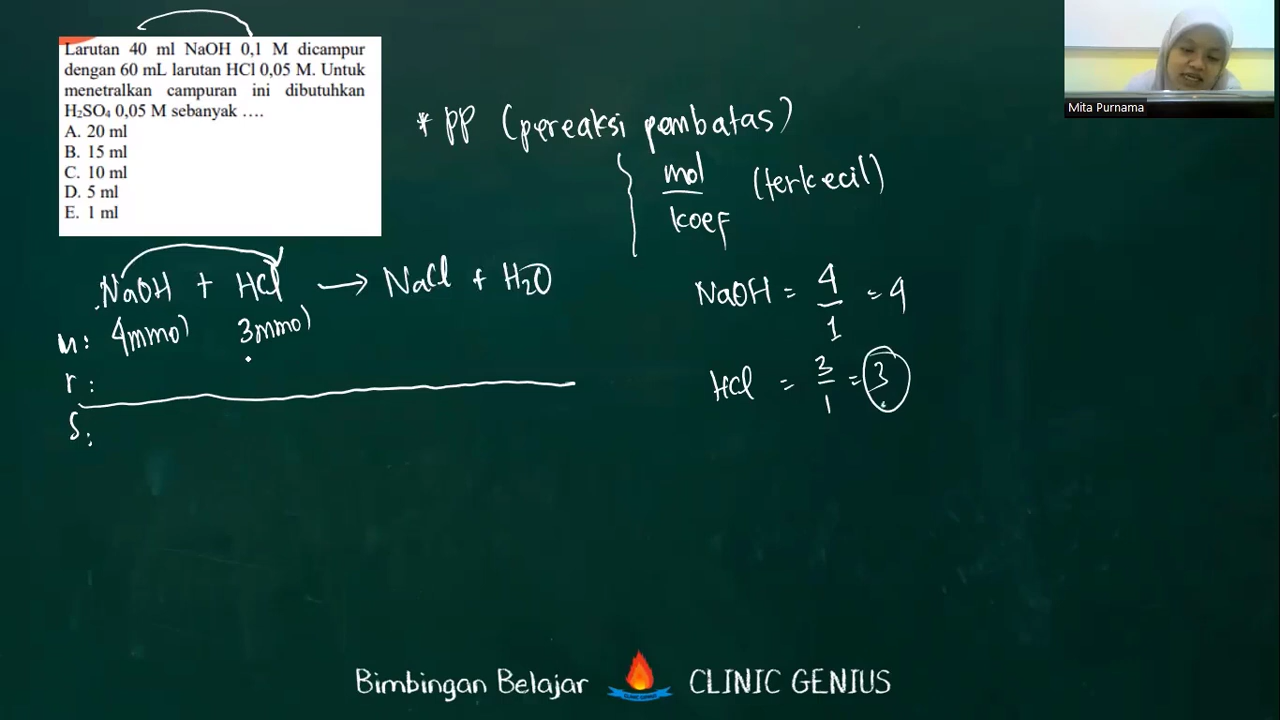 Larutan 40 ml NaOH 0,1 M dicampur
dengan 60 mL larutan HCl 0,05 M. Untuk
menetralkan campuran ini dibutuhkan
H₂SO₄ 0,05 M sebanyak ….
A. 20 ml
B. 15 ml
C. 10 ml
D. 5 ml
E. 1 ml
* PP (pereaksi pembatas)
mol
koef
(terkecil)
NaOH + HCl → NaCl + H₂O
m: 4mmol 3mmol
r:
s:
NaOH = 4/1 = 4
HCl = 3/1 = 3
Mita Purnama
Bimbingan Belajar CLINIC GENIUS